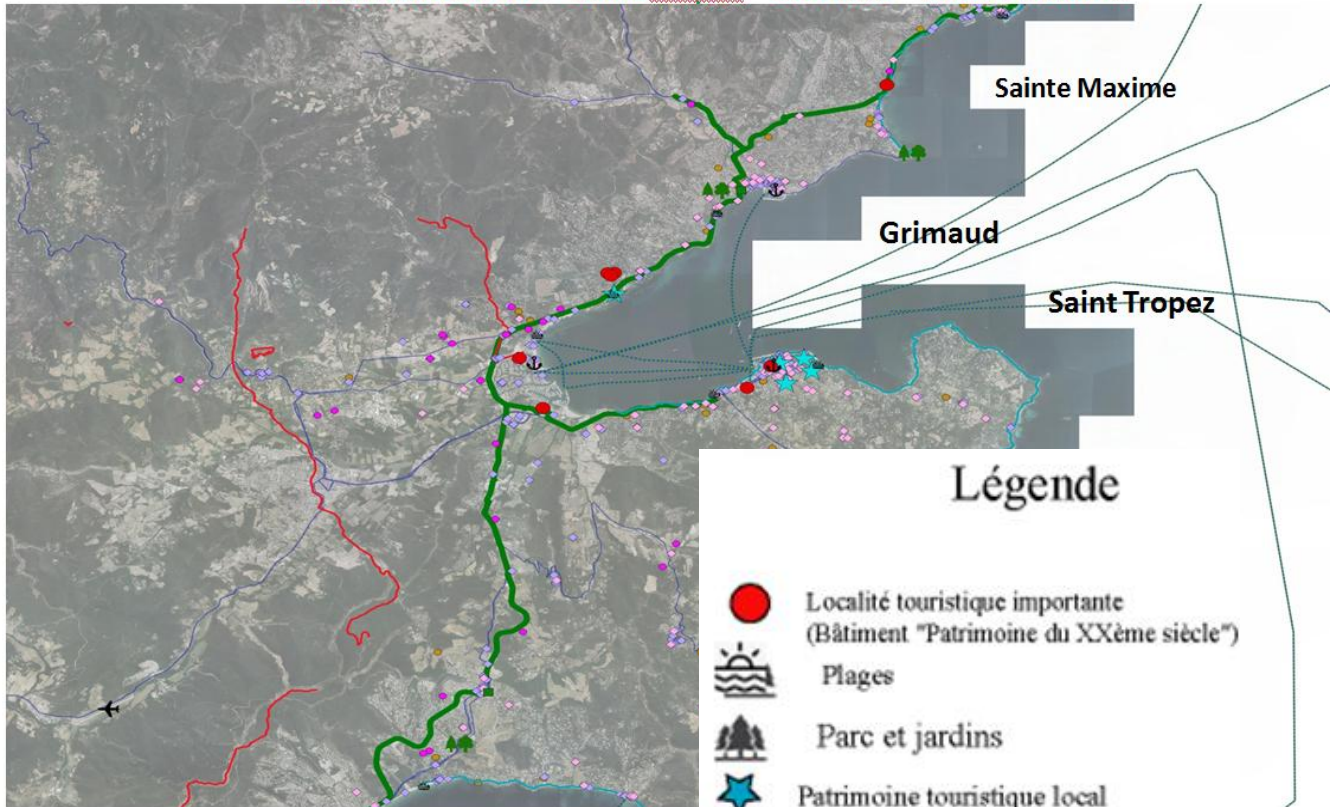 Sainte Maxime
Grimaud
Saint Tropez
Légende
Localité touristique importante
(Bâtiment "Patrimoine du XXème siècle")
Plages
Parc et jardins
Patrimoine touristique local